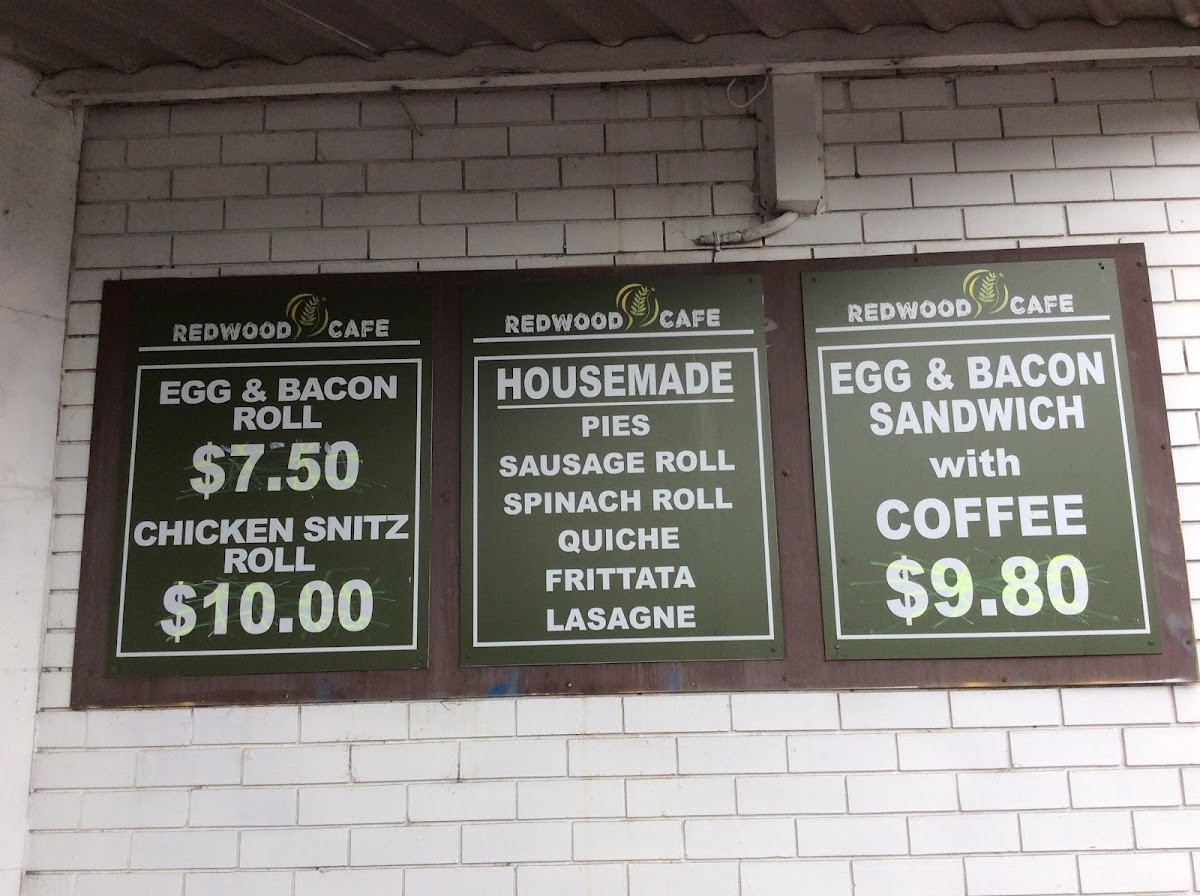 REDWOOD CAFE
EGG & BACON
ROLL
$7.50
CHICKEN SNITZ
ROLL
$10.00
REDWOOD CAFE
HOUSEMADE
PIES
SAUSAGE ROLL
SPINACH ROLL
QUICHE
FRITTATA
LASAGNE
REDWOOD CAFE
EGG & BACON
SANDWICH
with
COFFEE
$9.80